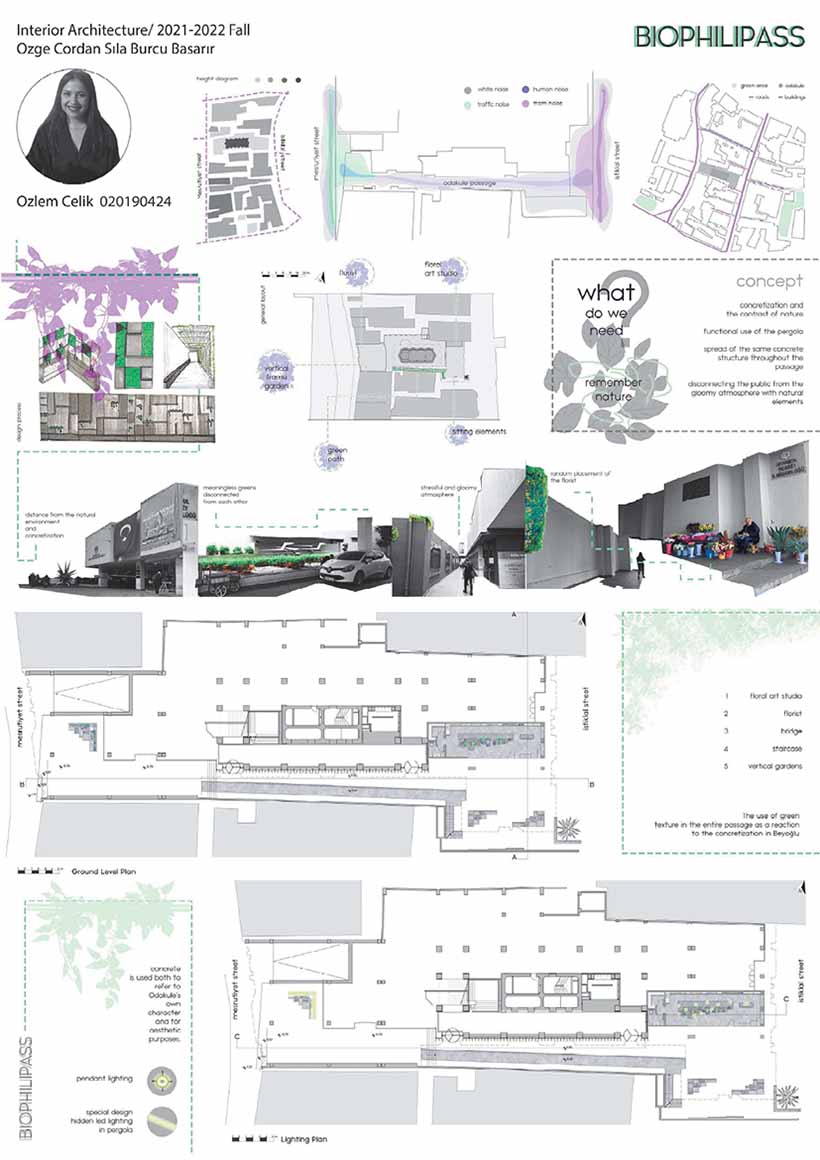 Interior Architecture/ 2021-2022 Fall
Ozge Cordan Sıla Burcu Basarır
BIOPHILIPASS
Ozlem Celik 020190424
height diagram
mesrutiyet street
istiklal street
white noise
human noise
traffic noise
tram noise
mesrutiyet street
odakule passage
istiklal street
green area
odakule
roads
buildings
design process
general layout
florist
floral
art studio
vertical
framu
garden
green
path
sitting elements
what
do we
need
?
remember
nature
concept
concretization and
the contrast of nature
functional use of the pergola
spread of the same concrete
structure throughout the
passage
disconnecting the public from the
gloomy atmosphere with natural
elements
distance from the natural
environment
and
concretization
meaningless greens
disconnected
from each other
stressful and gloomy
atmosphere
random placement of
the florist
mesrutiyet street
istiklal street
A
B
B
A
Ground Level Plan
1 floral art studio
2 florist
3 bridge
4 staircase
5 vertical gardens
The use of green
texture in the entire passage as a reaction
to the concretization in Beyoğlu
BIOPHILIPASS
concrete
is used both to
refer to
Odakule's
own
character
and for
aesthetic
purposes.
pendant lighting
special design
hidden led lighting
in pergola
mesrutiyet street
istiklal street
A
C
C
Lighting Plan